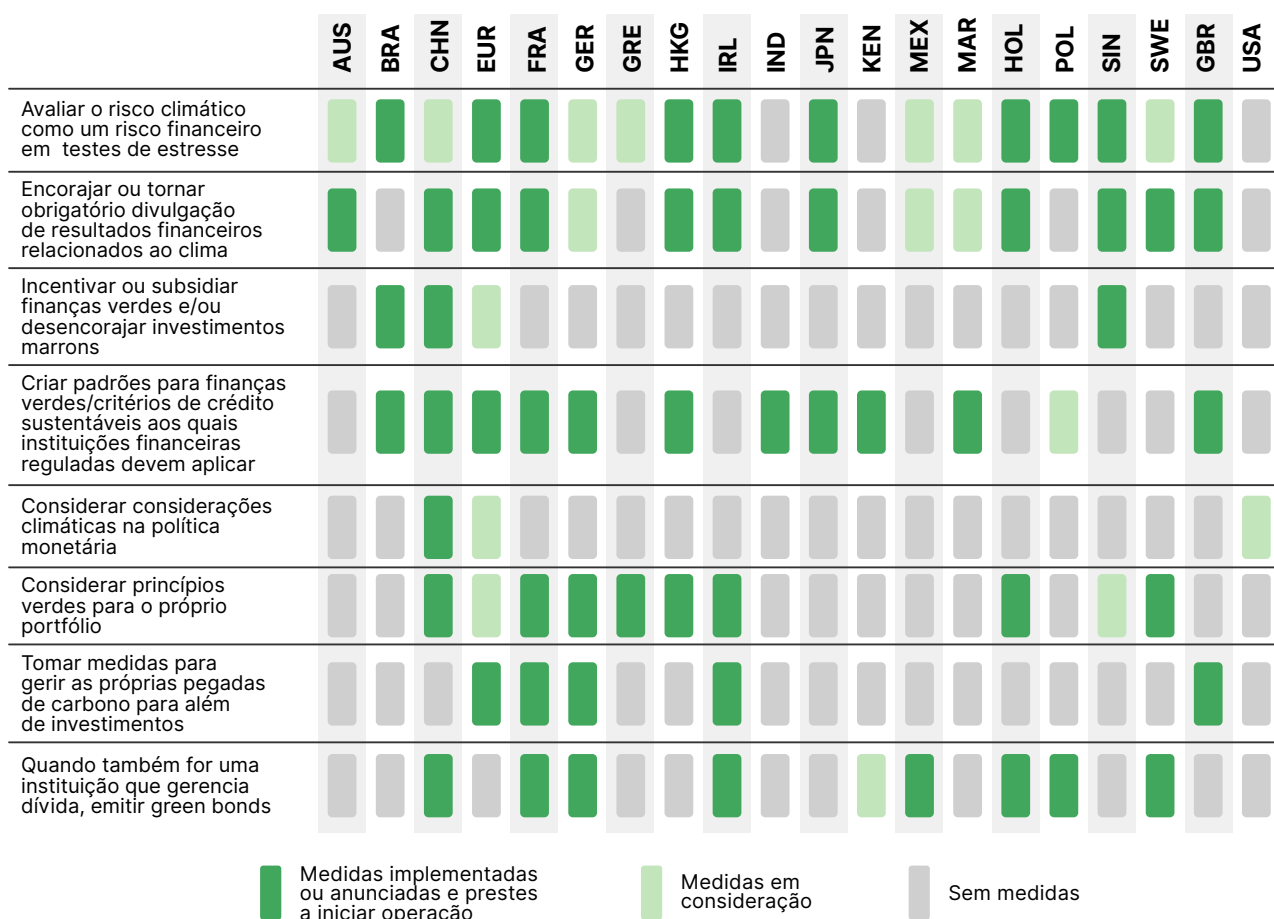 AUS BRA CHN EUR FRA GER GRE HKG IRL IND JPN KEN MEX MAR HOL POL SIN SWE GBR USA
Avaliar o risco climático
como um risco financeiro
em testes de estresse
Encorajar ou tornar
obrigatório divulgação
de resultados financeiros
relacionados ao clima
Incentivar ou subsidiar
finanças verdes e/ou
desencorajar investimentos
marrons
Criar padrões para finanças
verdes/critérios de crédito
sustentáveis aos quais
instituições financeiras
reguladas devem aplicar
Considerar considerações
climáticas na política
monetária
Considerar princípios
verdes para o próprio
portfólio
Tomar medidas para
gerir as próprias pegadas
de carbono para além
de investimentos
Quando também for uma
instituição que gerencia
dívida, emitir green bonds
Medidas implementadas
ou anunciadas e prestes
a iniciar operação
Medidas em
consideração
Sem medidas